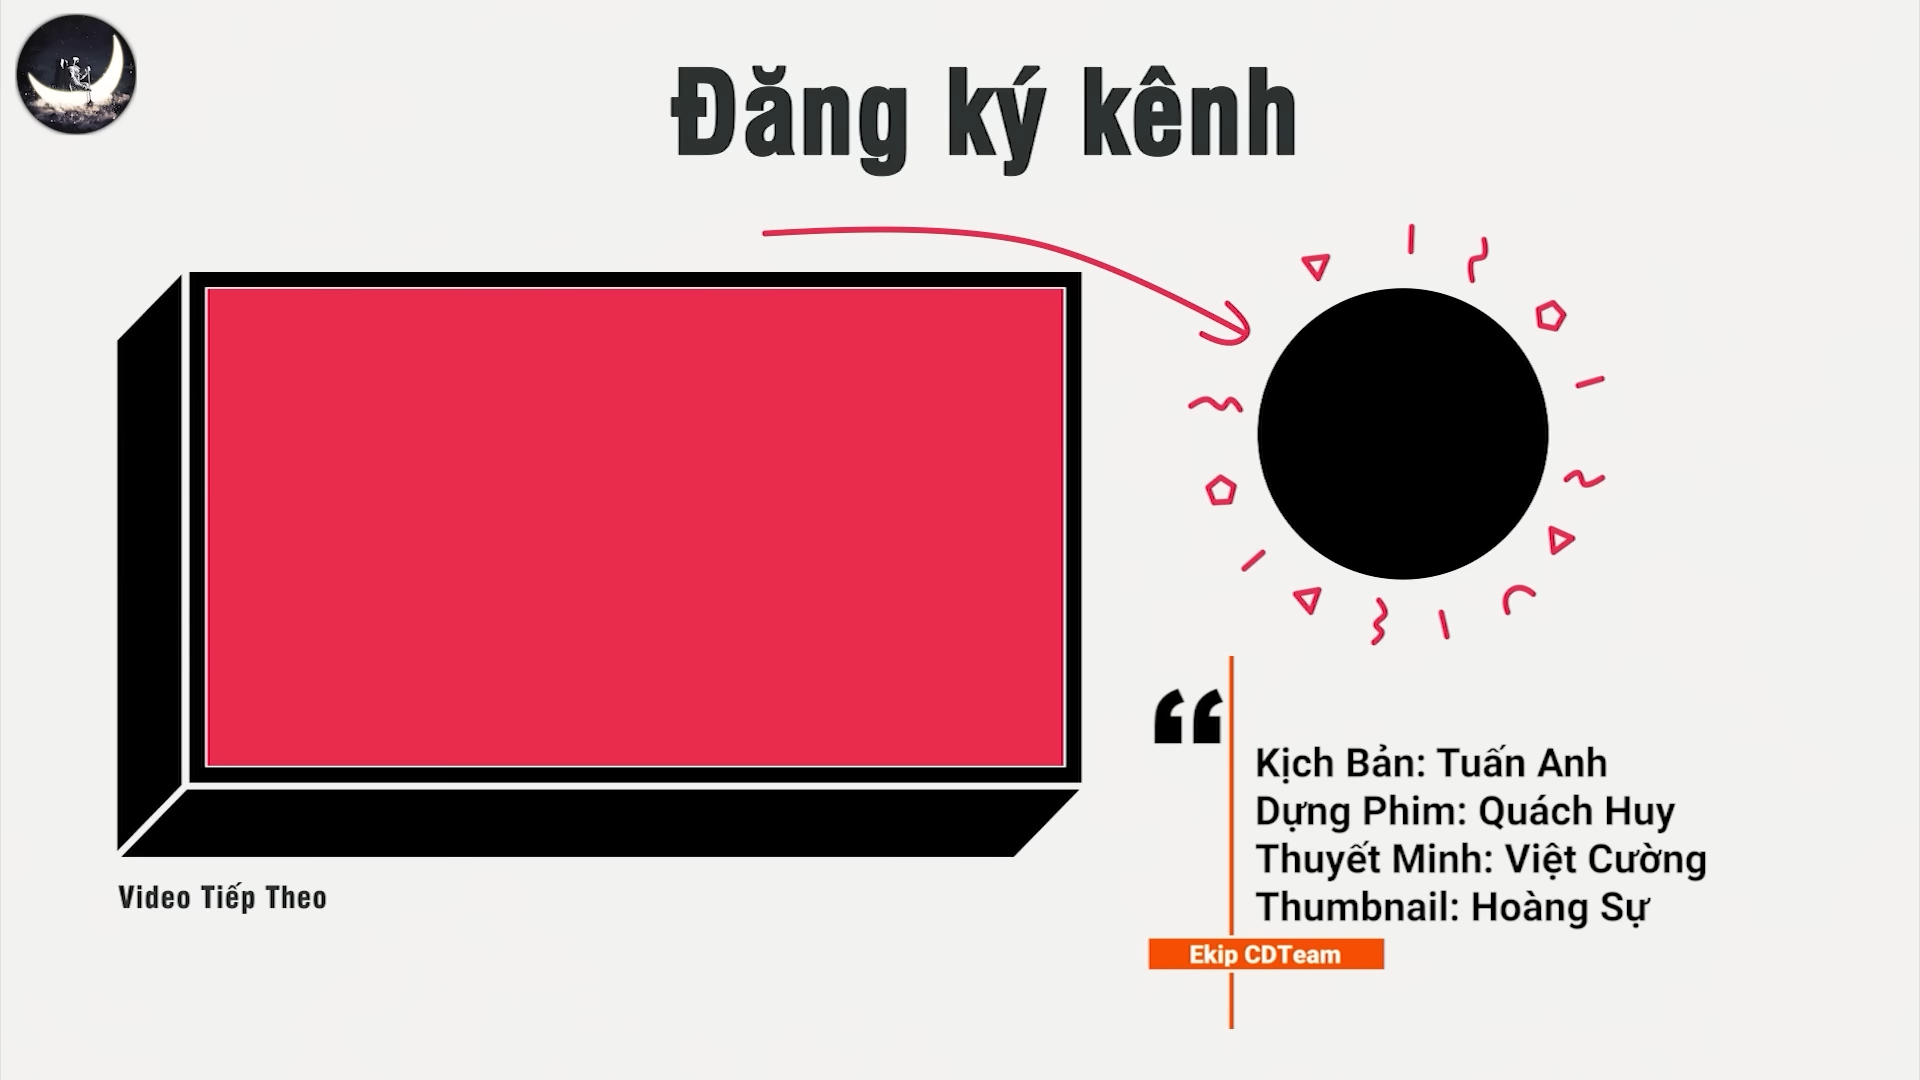 Đăng ký kênh
Video Tiếp Theo
Kịch Bản: Tuấn Anh
Dựng Phim: Quách Huy
Thuyết Minh: Việt Cường
Thumbnail: Hoàng Sự
Ekip CDTeam